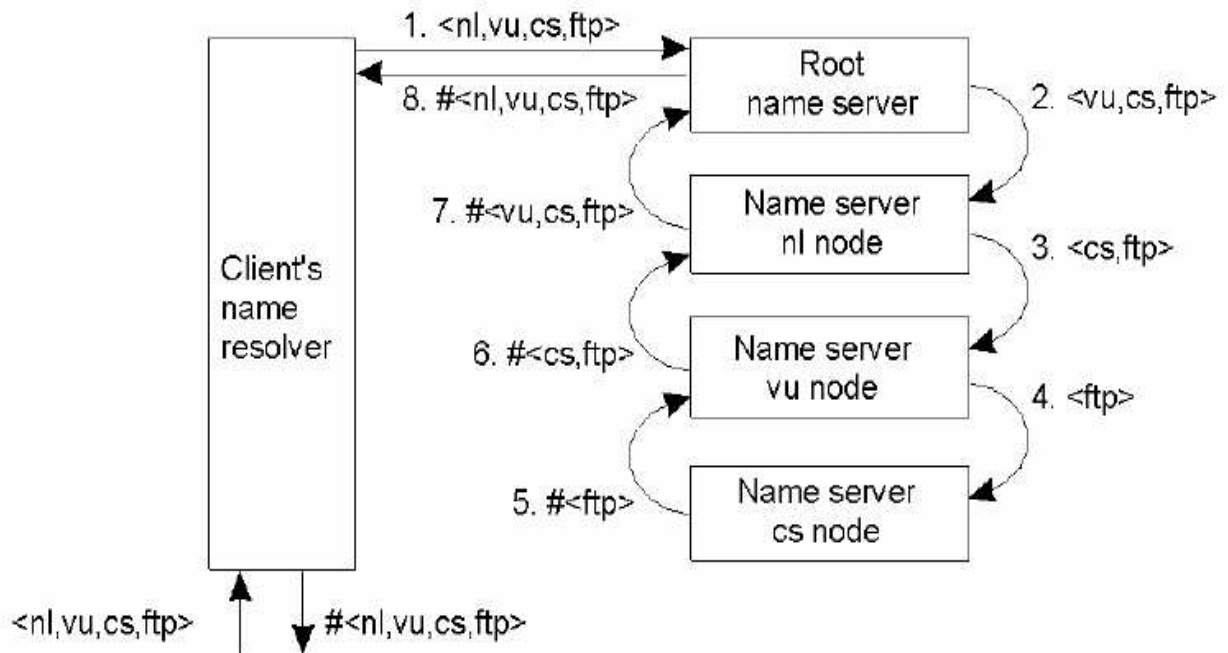 1. <nl,vu,cs,ftp>
8. #<nl,vu,cs,ftp>
Root
name server
2. <vu,cs,ftp>
7. #<vu,cs,ftp>
Name server
nl node
3. <cs,ftp>
Client's
name
resolver
6. #<cs,ftp>
Name server
vu node
4. <ftp>
5. #<ftp>
Name server
cs node
<nl,vu,cs,ftp>
#<nl,vu,cs,ftp>